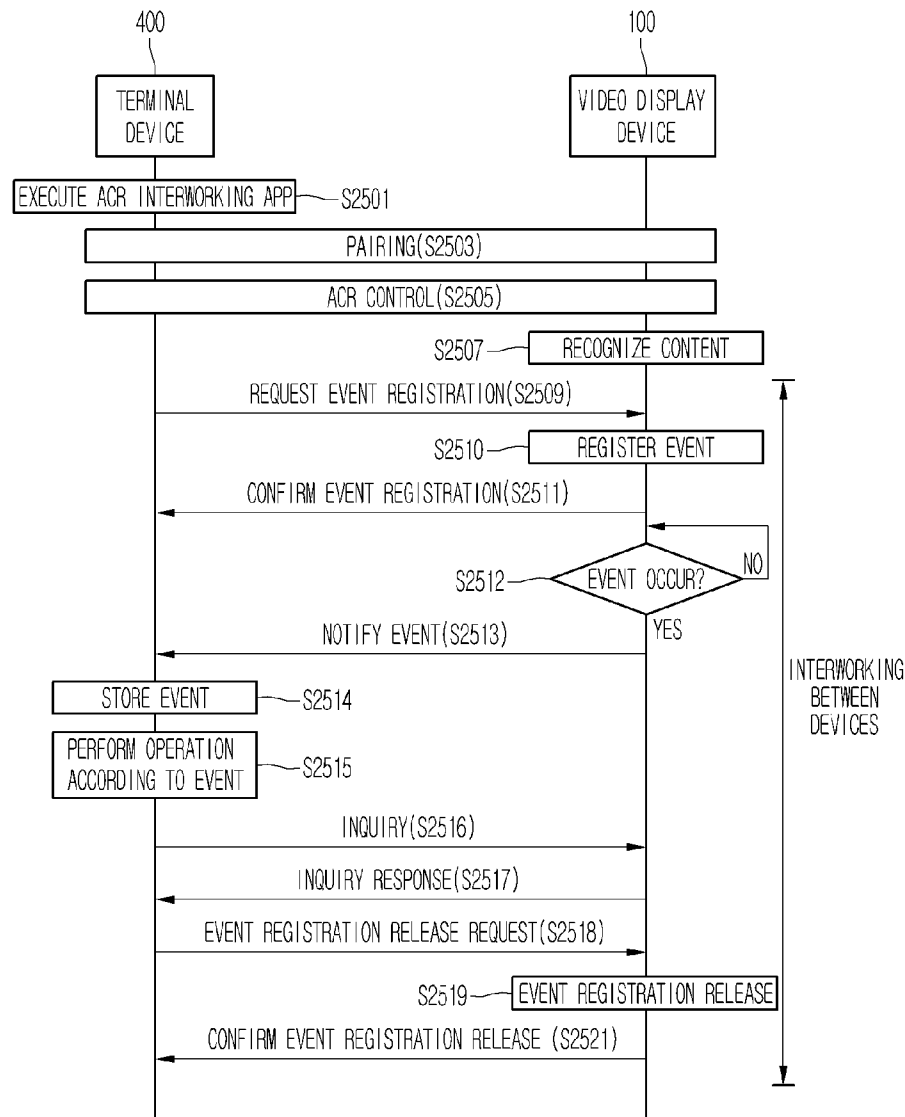 400
100
TERMINAL
DEVICE
VIDEO DISPLAY
DEVICE
EXECUTE ACR INTERWORKING APP
S2501
PAIRING(S2503)
ACR CONTROL(S2505)
S2507
RECOGNIZE CONTENT
REQUEST EVENT REGISTRATION(S2509)
S2510
REGISTER EVENT
CONFIRM EVENT REGISTRATION(S2511)
S2512
EVENT OCCUR?
NO
YES
NOTIFY EVENT(S2513)
STORE EVENT
S2514
INTERWORKING
BETWEEN
DEVICES
PERFORM OPERATION
ACCORDING TO EVENT
S2515
INQUIRY(S2516)
INQUIRY RESPONSE(S2517)
EVENT REGISTRATION RELEASE REQUEST(S2518)
S2519
EVENT REGISTRATION RELEASE
CONFIRM EVENT REGISTRATION RELEASE (S2521)